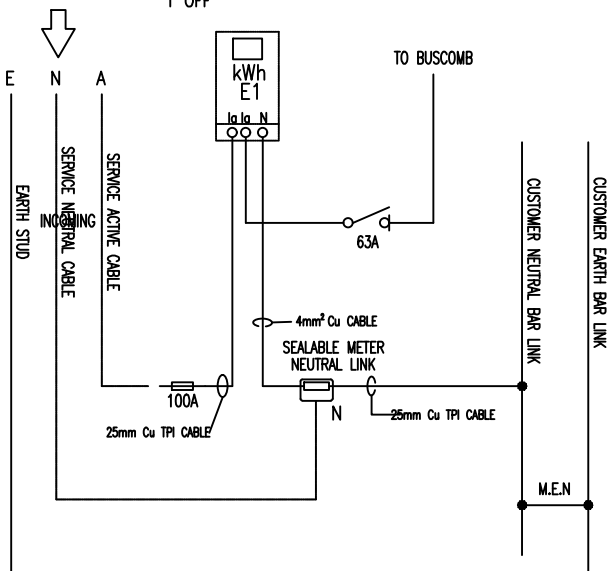 1 OFF
E N A
kWh
E1
Ia Ia N
TO BUSCOMB
EARTH STUD
SERVICE NEUTRAL CABLE
INCOMING
SERVICE ACTIVE CABLE
63A
CUSTOMER NEUTRAL BAR LINK
CUSTOMER EARTH BAR LINK
4mm² Cu CABLE
SEALABLE METER
NEUTRAL LINK
100A
N
25mm Cu TPI CABLE
25mm Cu TPI CABLE
M.E.N